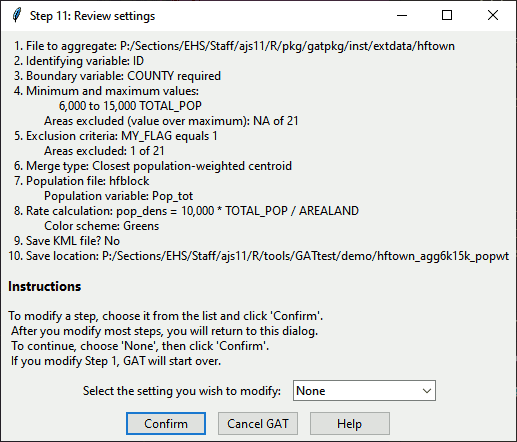 Step 11: Review settings
1. File to aggregate: P:/Sections/EHS/Staff/ajs11/R/pkg/gatpkg/inst/extdata/hftown
2. Identifying variable: ID
3. Boundary variable: COUNTY required
4. Minimum and maximum values:
6,000 to 15,000 TOTAL_POP
Areas excluded (value over maximum): NA of 21
5. Exclusion criteria: MY_FLAG equals 1
Areas excluded: 1 of 21
6. Merge type: Closest population-weighted centroid
7. Population file: hfblock
Population variable: Pop_tot
8. Rate calculation: pop_dens = 10,000 * TOTAL_POP / AREALAND
Color scheme: Greens
9. Save KML file? No
10. Save location: P:/Sections/EHS/Staff/ajs11/R/tools/GATtest/demo/hftown_agg6k15k_popwt
Instructions
To modify a step, choose it from the list and click 'Confirm'.
After you modify most steps, you will return to this dialog.
To continue, choose 'None', then click 'Confirm'.
If you modify Step 1, GAT will start over.
Select the setting you wish to modify: None
Confirm Cancel GAT Help